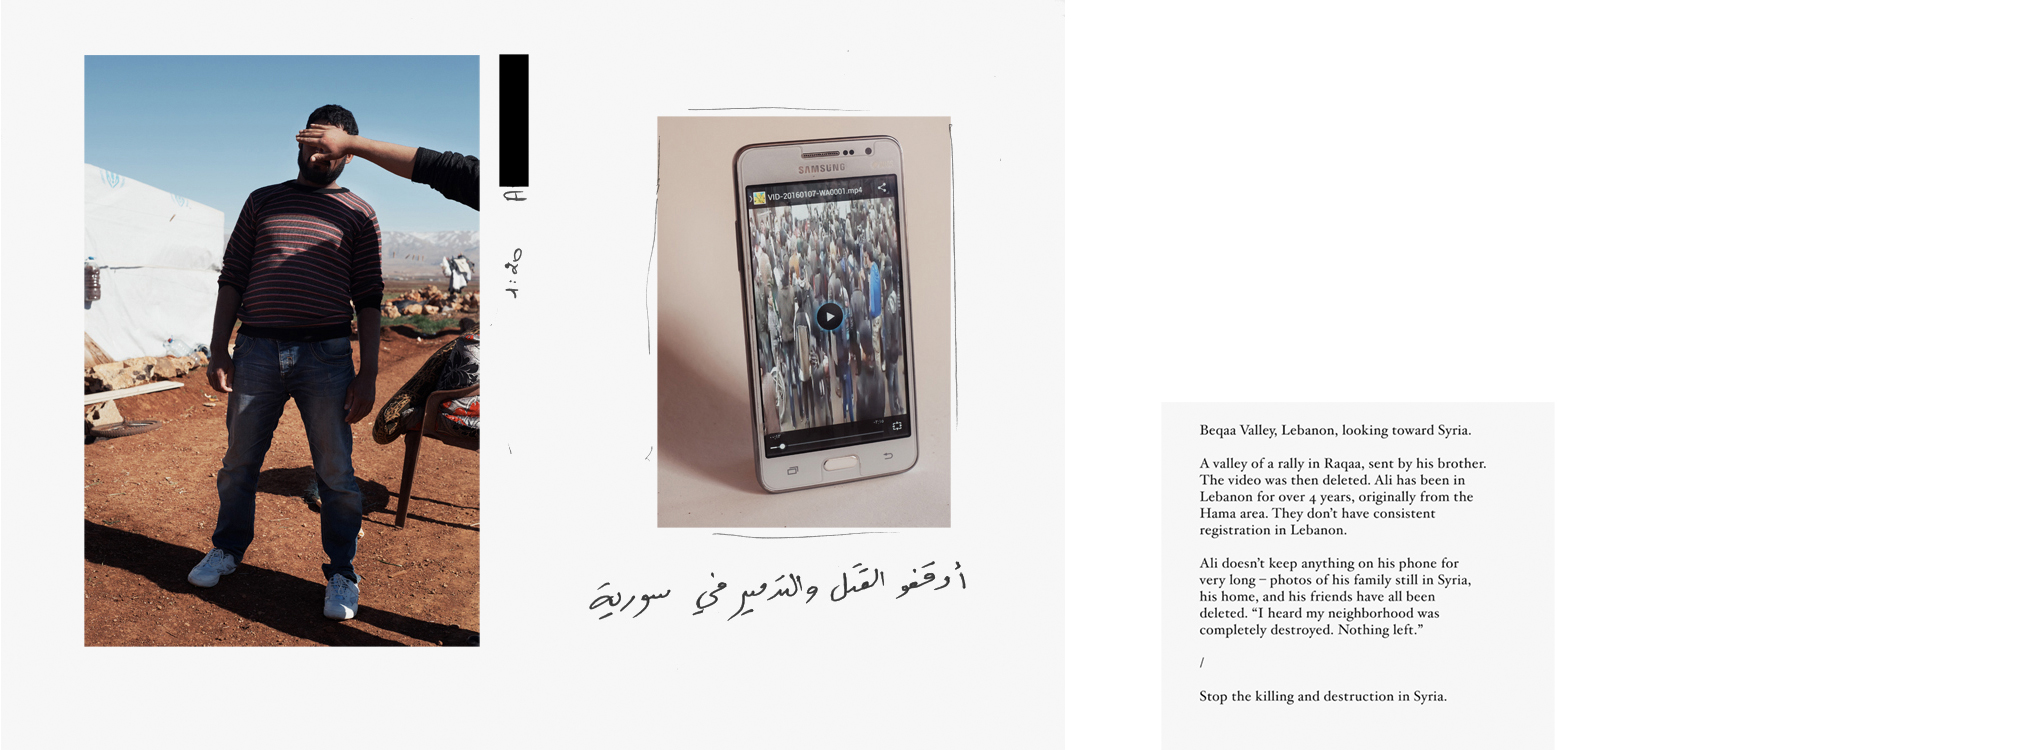 A
1:20
SAMSUNG
VID-20160107-WA0001.mp4
أوقفو القتل والتدمير في سورية
Beqaa Valley, Lebanon, looking toward Syria.
A valley of a rally in Raqaa, sent by his brother.
The video was then deleted. Ali has been in
Lebanon for over 4 years, originally from the
Hama area. They don’t have consistent
registration in Lebanon.
Ali doesn’t keep anything on his phone for
very long – photos of his family still in Syria,
his home, and his friends have all been
deleted. “I heard my neighborhood was
completely destroyed. Nothing left.”
/
Stop the killing and destruction in Syria.